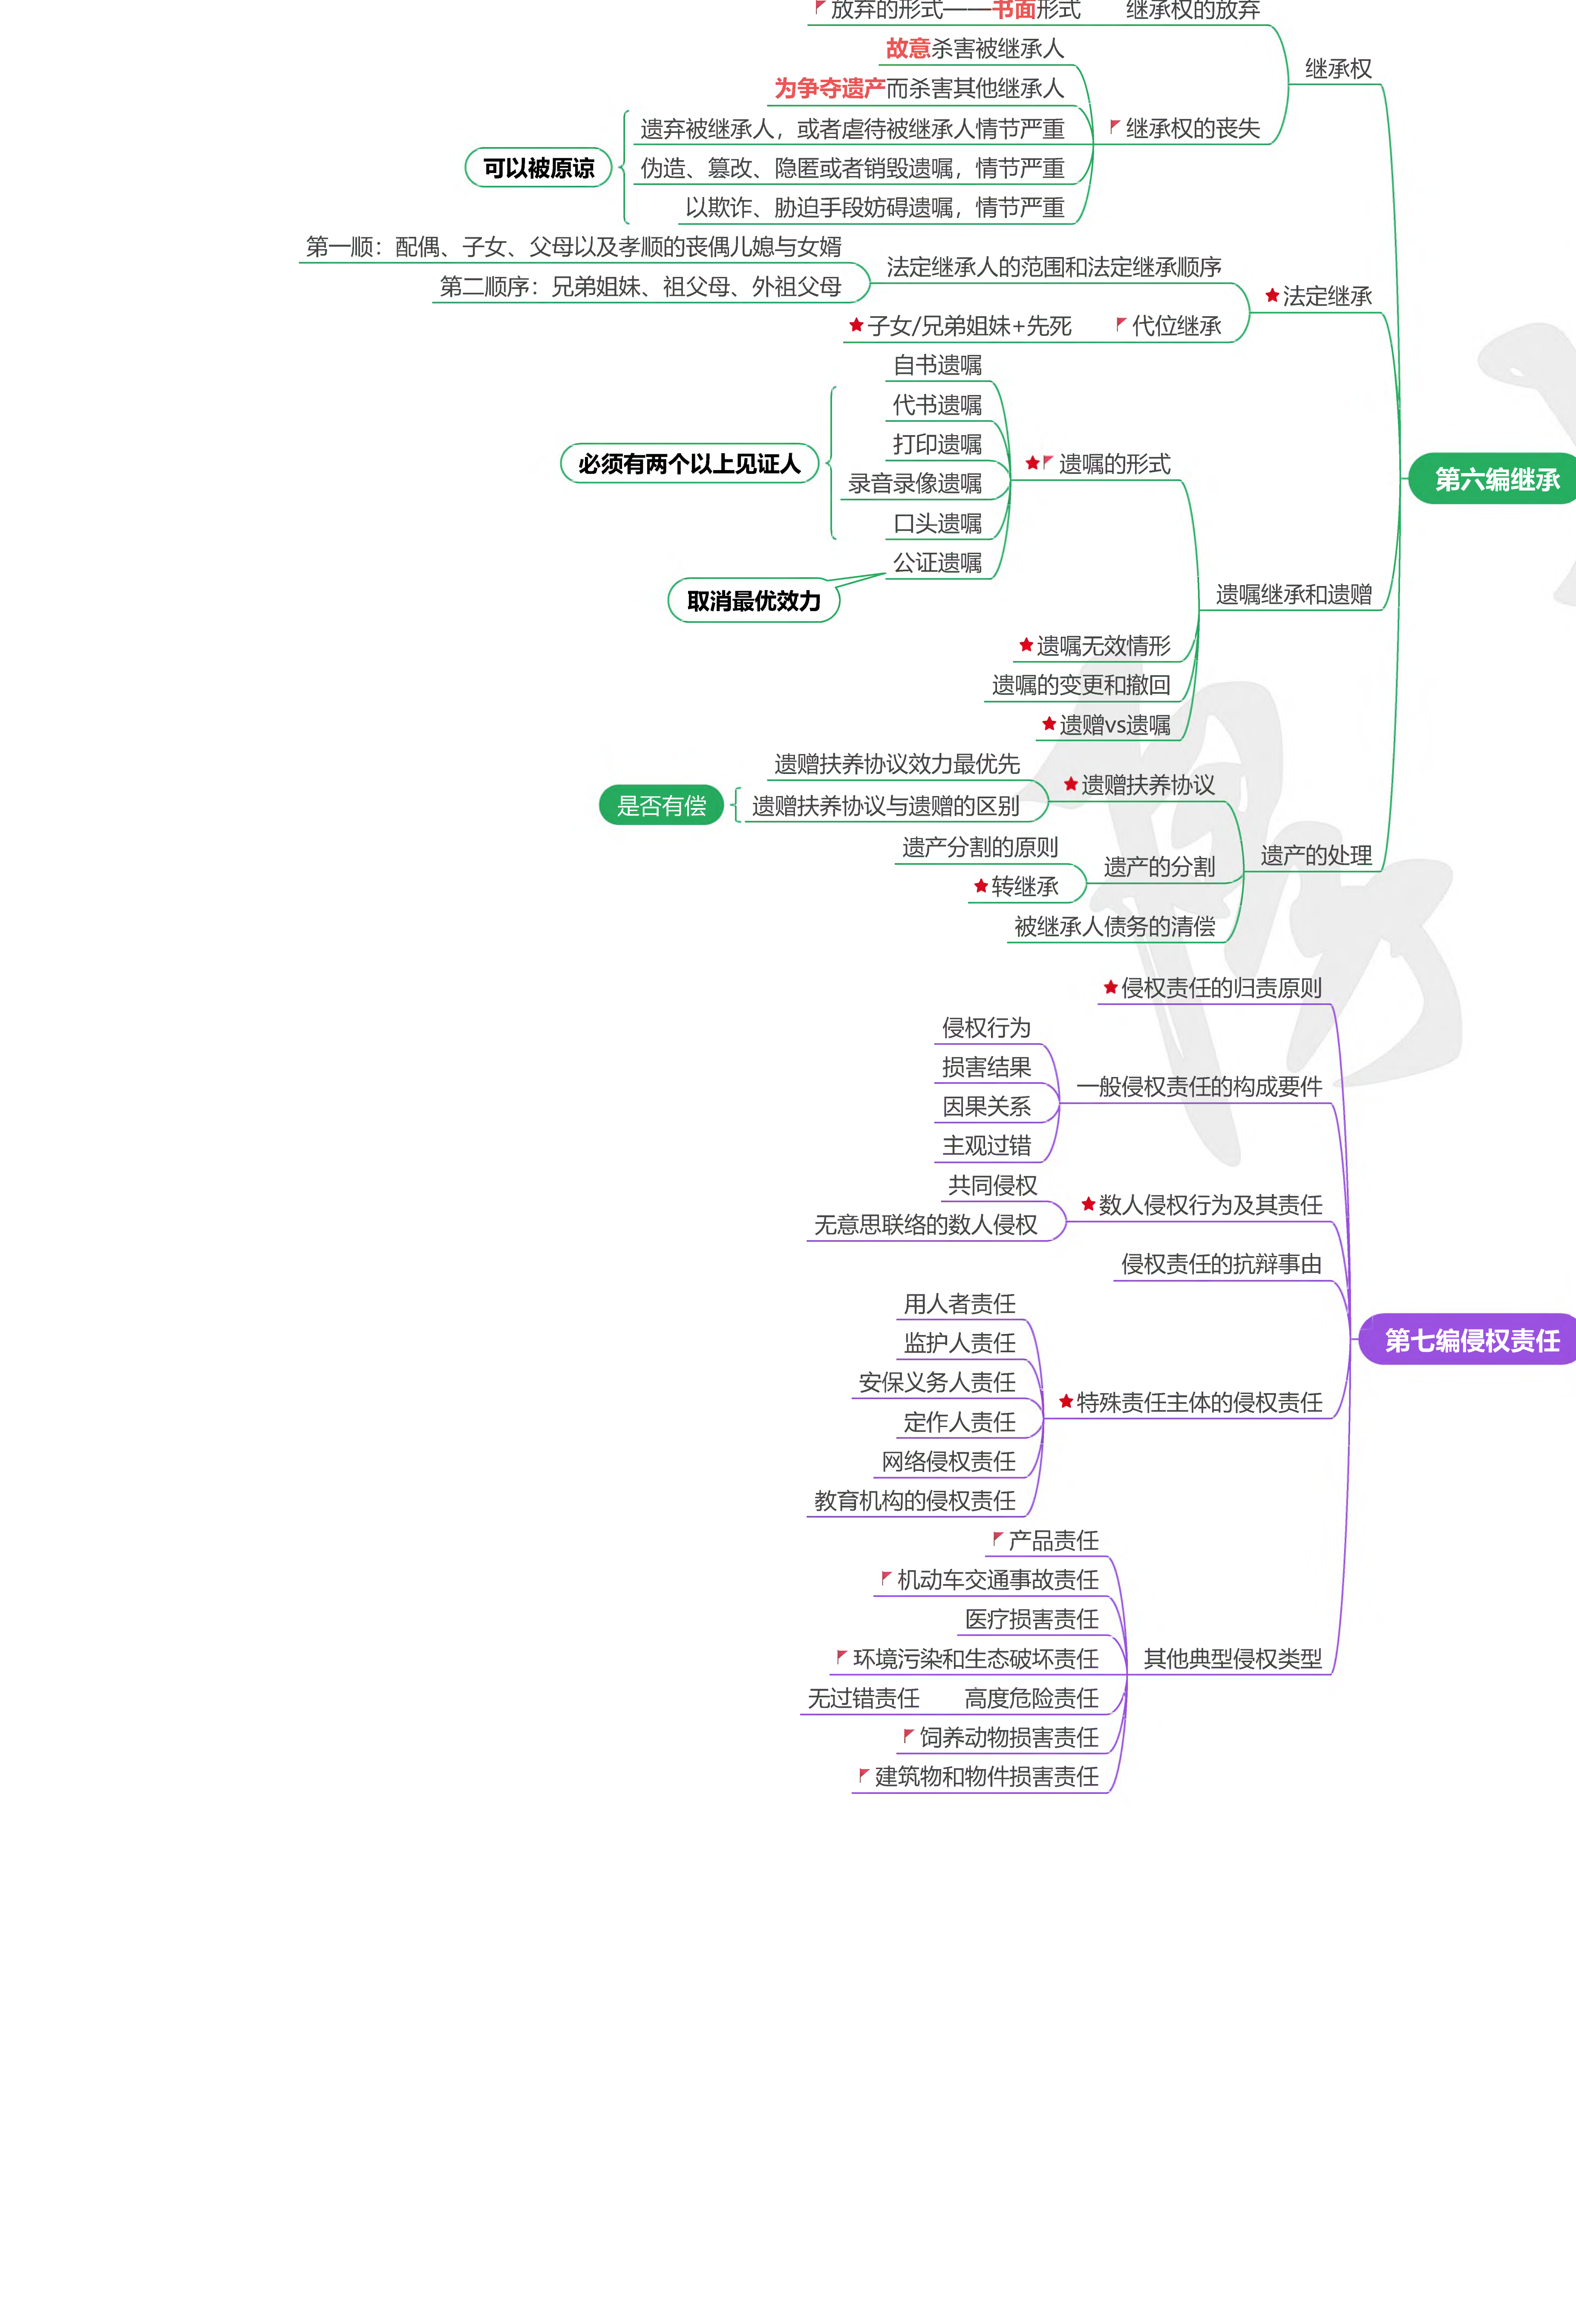 放弃的形式——书面形式 继承权的放弃
故意杀害被继承人
继承权
为争夺遗产而杀害其他继承人
遗弃被继承人，或者虐待被继承人情节严重
继承权的丧失
可以被原谅
伪造、篡改、隐匿或者销毁遗嘱，情节严重
以欺诈、胁迫手段妨碍遗嘱，情节严重
第一顺：配偶、子女、父母以及孝顺的丧偶儿媳与女婿
法定继承人的范围和法定继承顺序
第二顺序：兄弟姐妹、祖父母、外祖父母
法定继承
子女/兄弟姐妹+先死 代位继承
自书遗嘱
代书遗嘱
打印遗嘱
必须有两个以上见证人
遗嘱的形式
录音录像遗嘱
第六编继承
口头遗嘱
公证遗嘱
取消最优效力
遗嘱继承和遗赠
遗嘱无效情形
遗嘱的变更和撤回
遗赠vs遗嘱
遗赠扶养协议效力最优先
遗赠扶养协议
是否有偿
遗赠扶养协议与遗赠的区别
遗产分割的原则
遗产的处理
遗产的分割
转继承
被继承人债务的清偿
侵权责任的归责原则
侵权行为
损害结果
一般侵权责任的构成要件
因果关系
主观过错
共同侵权
数人侵权行为及其责任
无意思联络的数人侵权
侵权责任的抗辩事由
用人者责任
第七编侵权责任
监护人责任
安保义务人责任
特殊责任主体的侵权责任
定作人责任
网络侵权责任
教育机构的侵权责任
产品责任
机动车交通事故责任
医疗损害责任
环境污染和生态破坏责任
其他典型侵权类型
无过错责任 高度危险责任
饲养动物损害责任
建筑物和物件损害责任